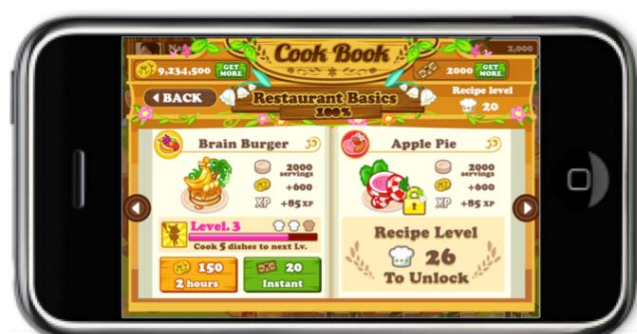 Cook Book
2,000
9,234,500 GET MORE
2000 GET MORE
BACK
Restaurant Basics
100%
Recipe level
20
Brain Burger
2000
servings
+600
XP +85 XP
Level. 3
Cook 5 dishes to next Lv.
150
2 hours
20
Instant
Apple Pie
2000
servings
+600
XP +85 XP
Recipe Level
26
To Unlock